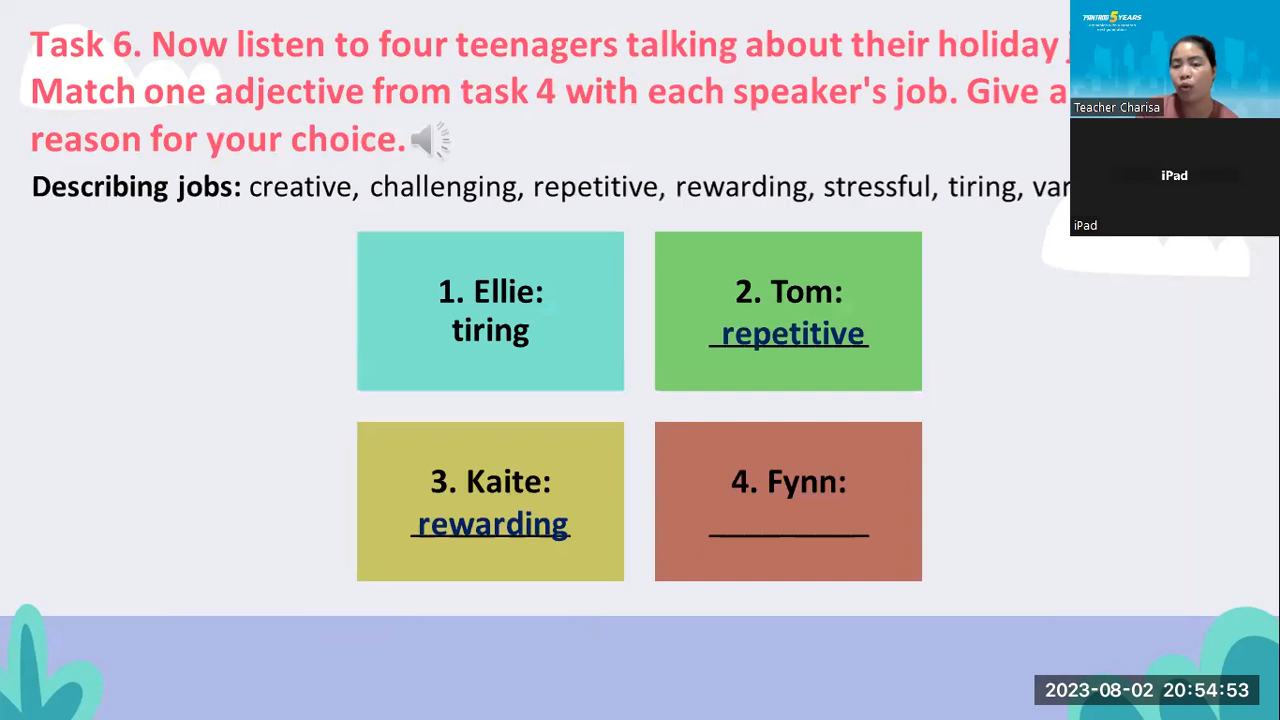 Task 6. Now listen to four teenagers talking about their holiday
Match one adjective from task 4 with each speaker's job. Give a
reason for your choice.
Describing jobs: creative, challenging, repetitive, rewarding, stressful, tiring,
1. Ellie:
tiring
2. Tom:
repetitive
3. Kaite:
rewarding
4. Fynn:
5 YEARS
Teacher Charisa
iPad
iPad
2023-08-02 20:54:53